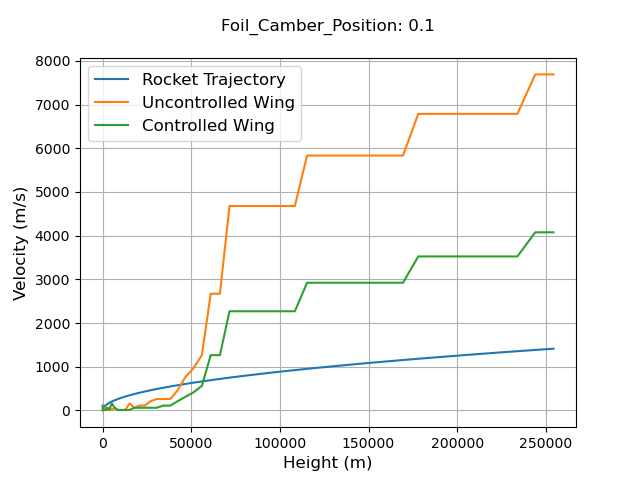 Foil_Camber_Position: 0.1
8000
7000
6000
5000
4000
3000
2000
1000
0
Velocity (m/s)
Rocket Trajectory
Uncontrolled Wing
Controlled Wing
0 50000 100000 150000 200000 250000
Height (m)